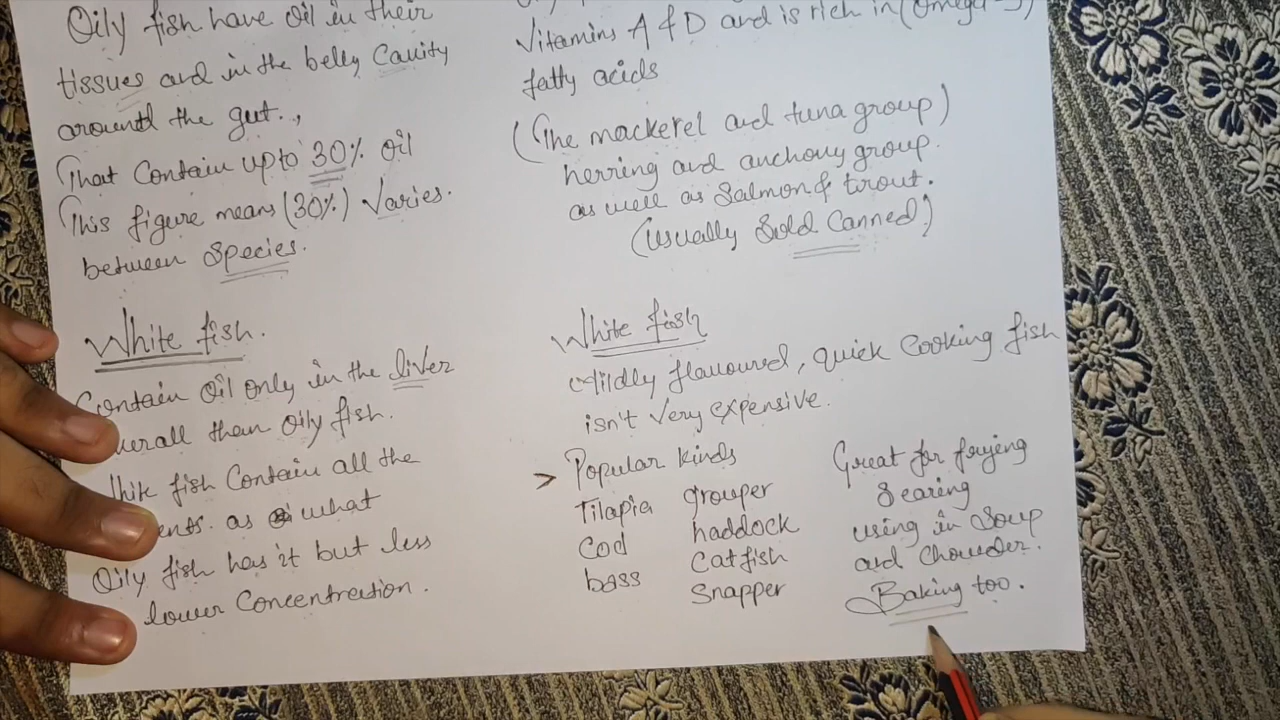 Oily fish have oil in their
tissues and in the belly Cavity
around the gut.
That Contain upto 30% oil
This figure means (30%) Varies.
between Species.
White fish.
Contain Oil only in the liver
overall than Oily fish.
fish Contain all the
as what
Oily fish has it but less
lower Concentration.
Vitamins A & D and is rich in (Omega-3)
fatty acids
(The mackerel and tuna group)
herring and anchovy group.
as well as Salmon & trout.
(Usually Sold Canned)
White fish
Mildly flavoured, quick Cooking fish
isn't Very expensive.
> Popular kinds
Tilapia grouper
Cod haddock
bass Catfish
Snapper
Great for fryeng
Searing
using in Soup
and Chowder.
Baking too.